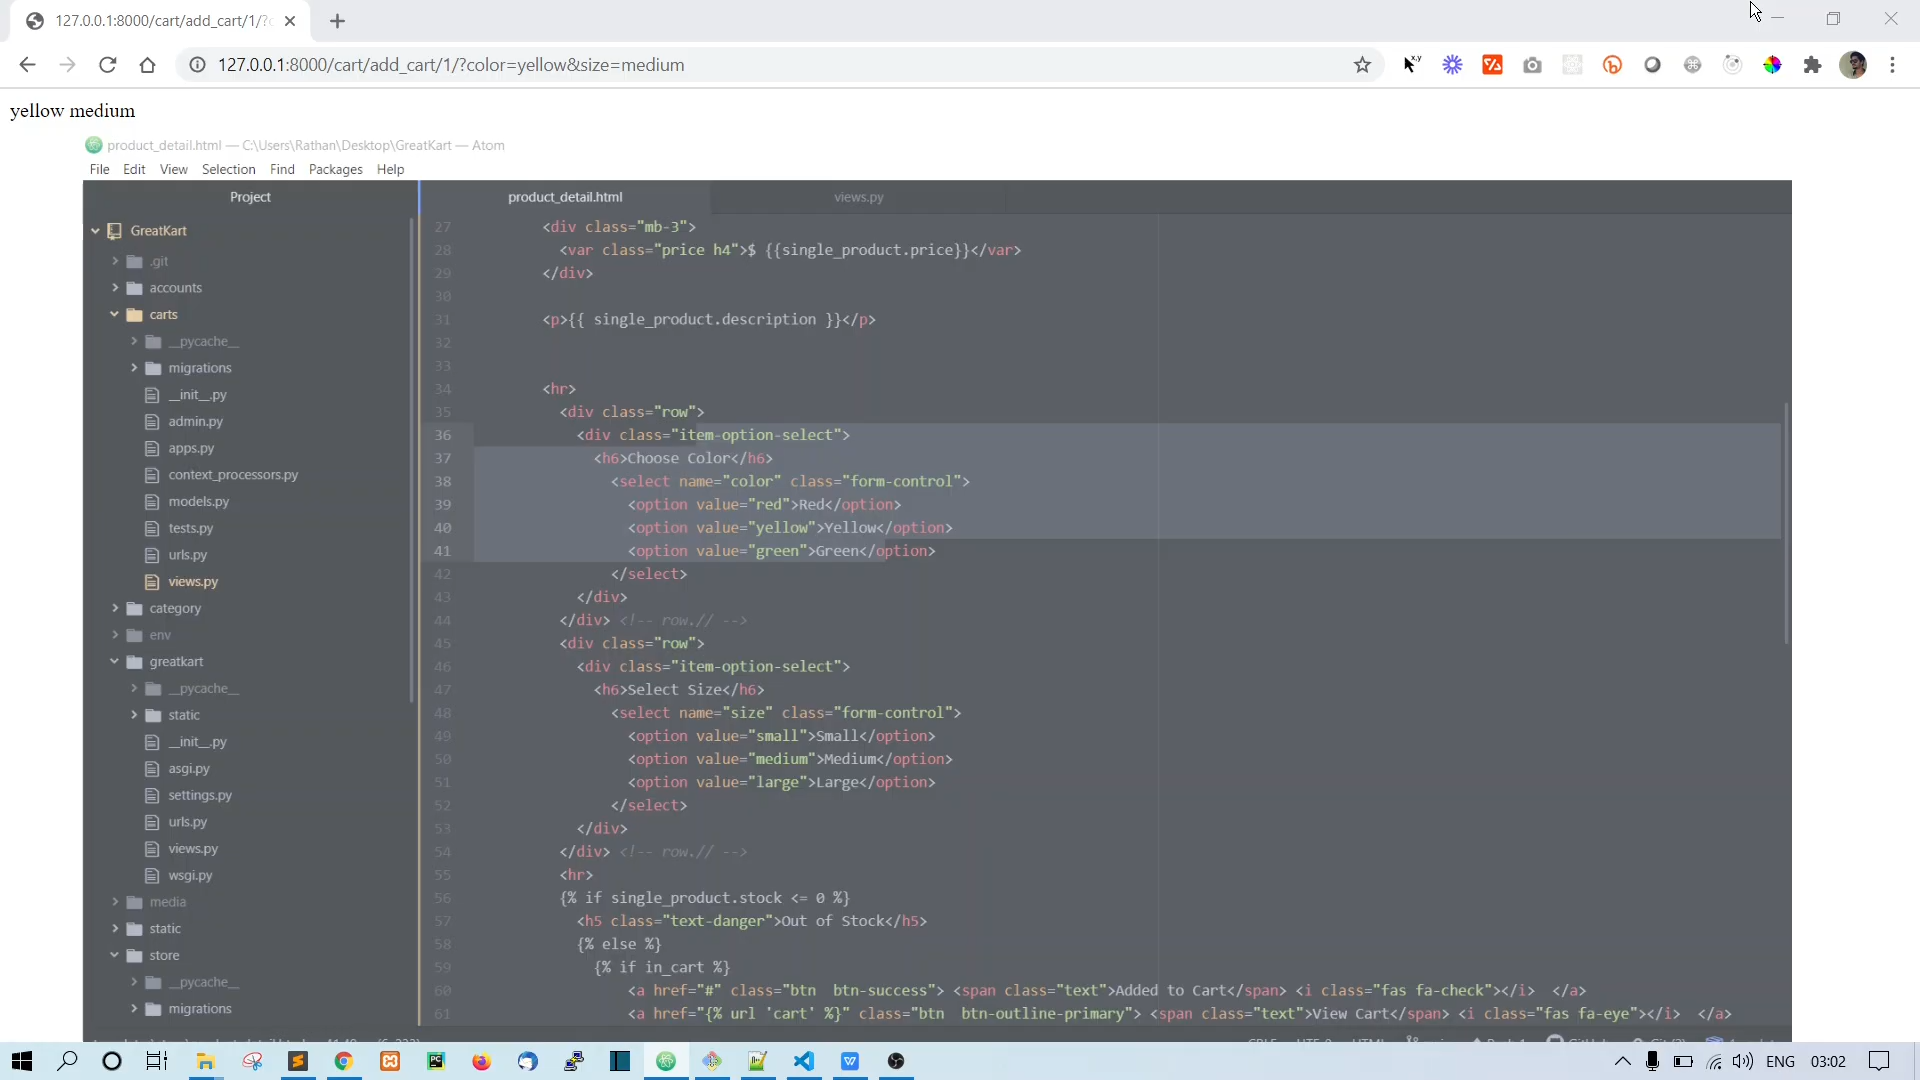 127.0.0.1:8000/cart/add_cart/1/?c
127.0.0.1:8000/cart/add_cart/1/?color=yellow&size=medium
yellow medium
product_detail.html — C:\Users\Rathan\Desktop\GreatKart — Atom
File Edit View Selection Find Packages Help
Project
product_detail.html views.py
GreatKart
.git
accounts
carts
__pycache__
migrations
__init__.py
admin.py
apps.py
context_processors.py
models.py
tests.py
urls.py
views.py
category
env
greatkart
__pycache__
static
__init__.py
asgi.py
settings.py
urls.py
views.py
wsgi.py
media
static
store
__pycache__
migrations
27 <div class="mb-3">
28 <var class="price h4">$ {{single_product.price}}</var>
29 </div>
30
31 <p>{{ single_product.description }}</p>
32
33
34 <hr>
35 <div class="row">
36 <div class="item-option-select">
37 <h6>Choose Color</h6>
38 <select name="color" class="form-control">
39 <option value="red">Red</option>
40 <option value="yellow">Yellow</option>
41 <option value="green">Green</option>
42 </select>
43 </div>
44 </div> <!-- row.// -->
45 <div class="row">
46 <div class="item-option-select">
47 <h6>Select Size</h6>
48 <select name="size" class="form-control">
49 <option value="small">Small</option>
50 <option value="medium">Medium</option>
51 <option value="large">Large</option>
52 </select>
53 </div>
54 </div> <!-- row.// -->
55 <hr>
56 {% if single_product.stock <= 0 %}
57 <h5 class="text-danger">Out of Stock</h5>
58 {% else %}
59 {% if in_cart %}
60 <a href="#" class="btn  btn-success"> <span class="text">Added to Cart</span> <i class="fas fa-check"></i>  </a>
61 <a href="{% url 'cart' %}" class="btn  btn-outline-primary"> <span class="text">View Cart</span> <i class="fas fa-eye"></i>  </a>
ENG 03:02